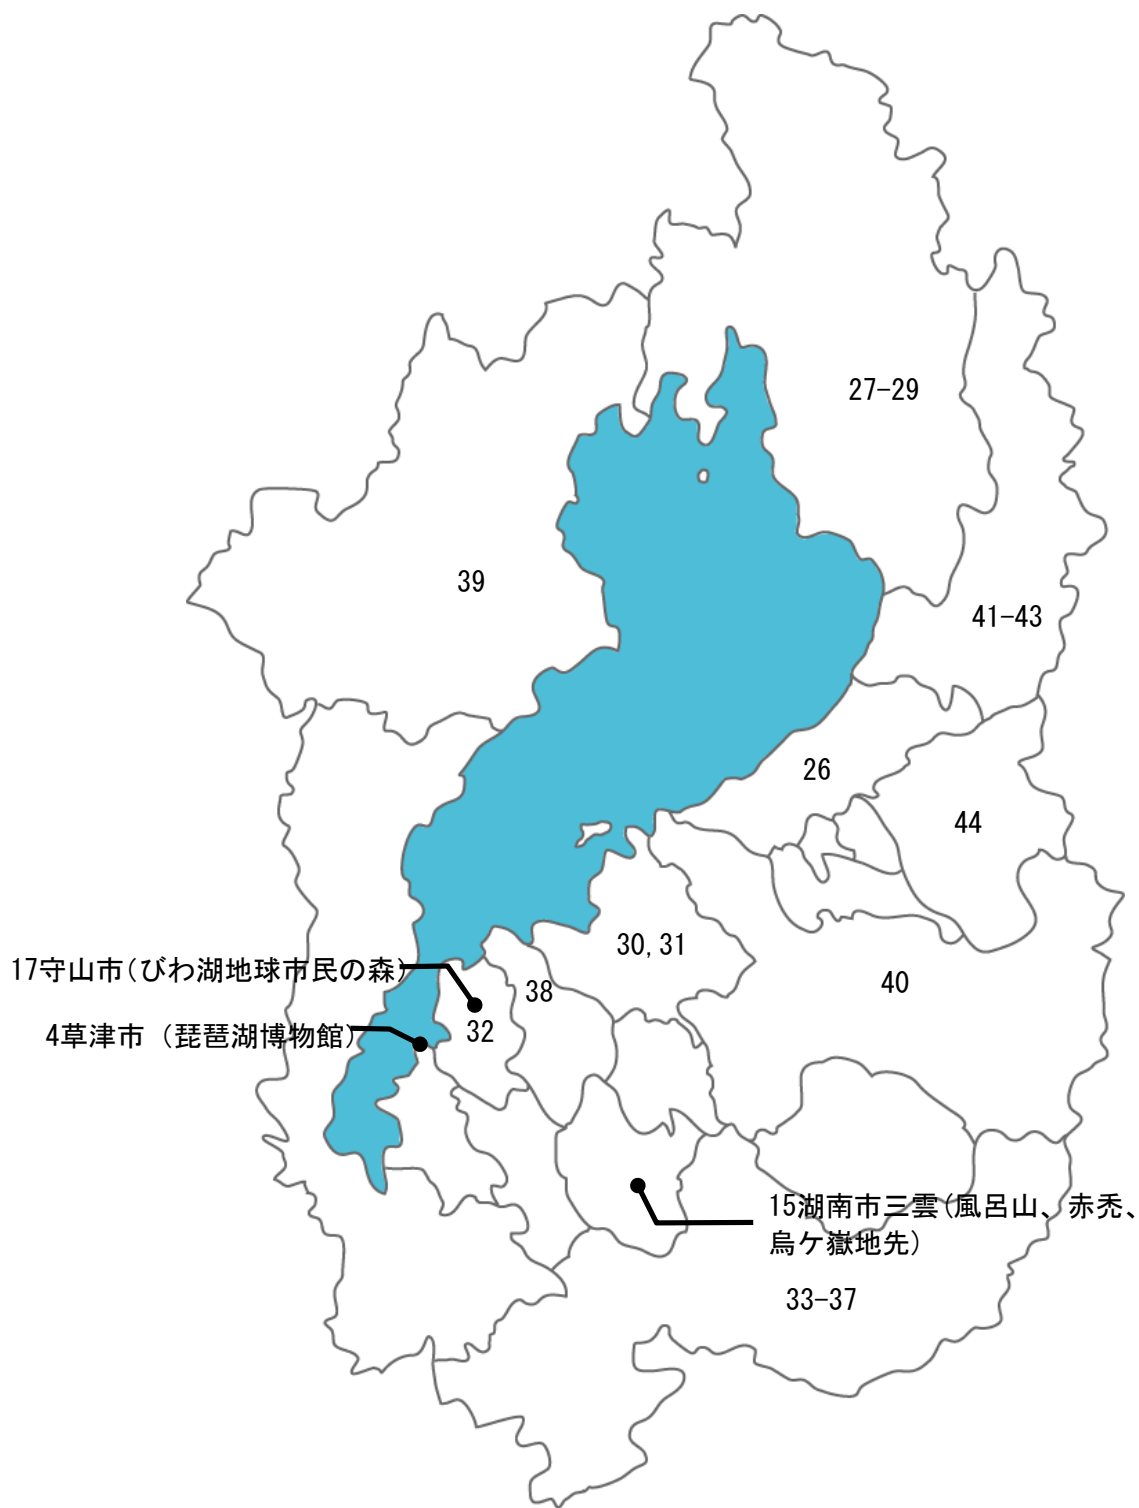 27-29
39
41-43
26
44
30,31
17守山市(びわ湖地球市民の森)
38
40
32
4草津市 (琵琶湖博物館)
15湖南市三雲(風呂山、赤禿、
烏ケ嶽地先)
33-37